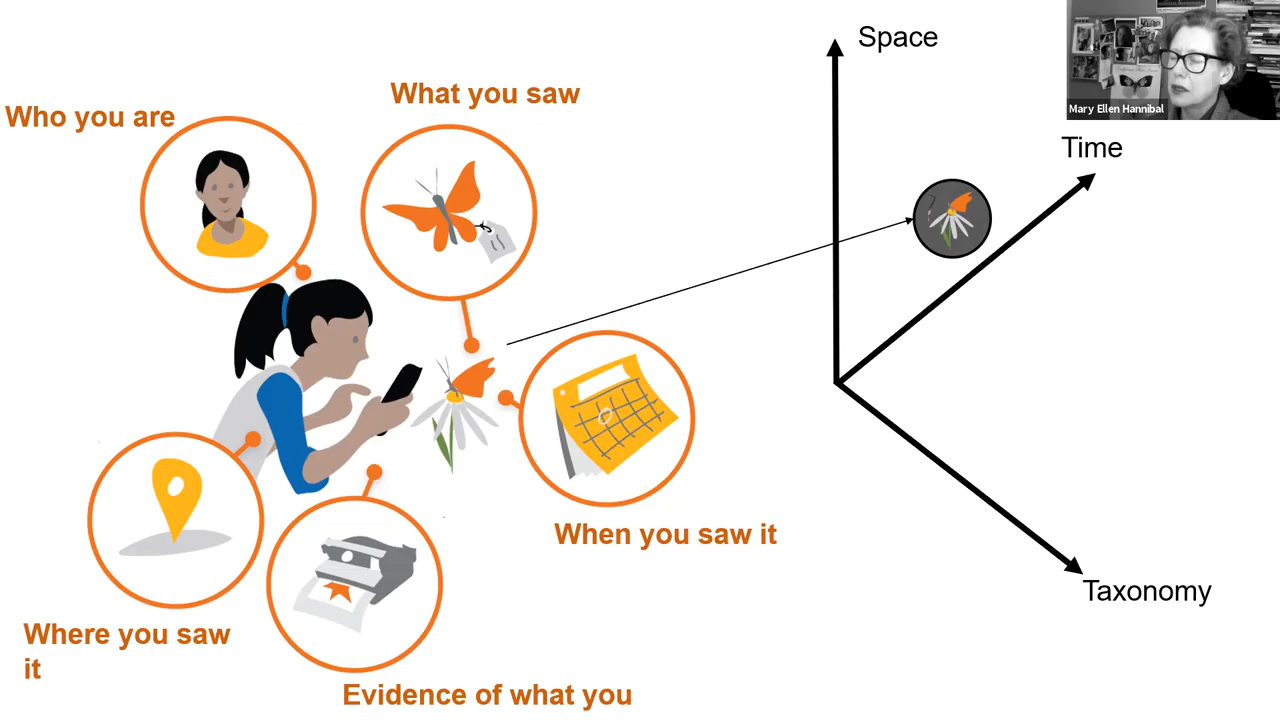 Space
Mary Ellen Hannibal
What you saw
Who you are
Time
When you saw it
Taxonomy
Where you saw
it
Evidence of what you